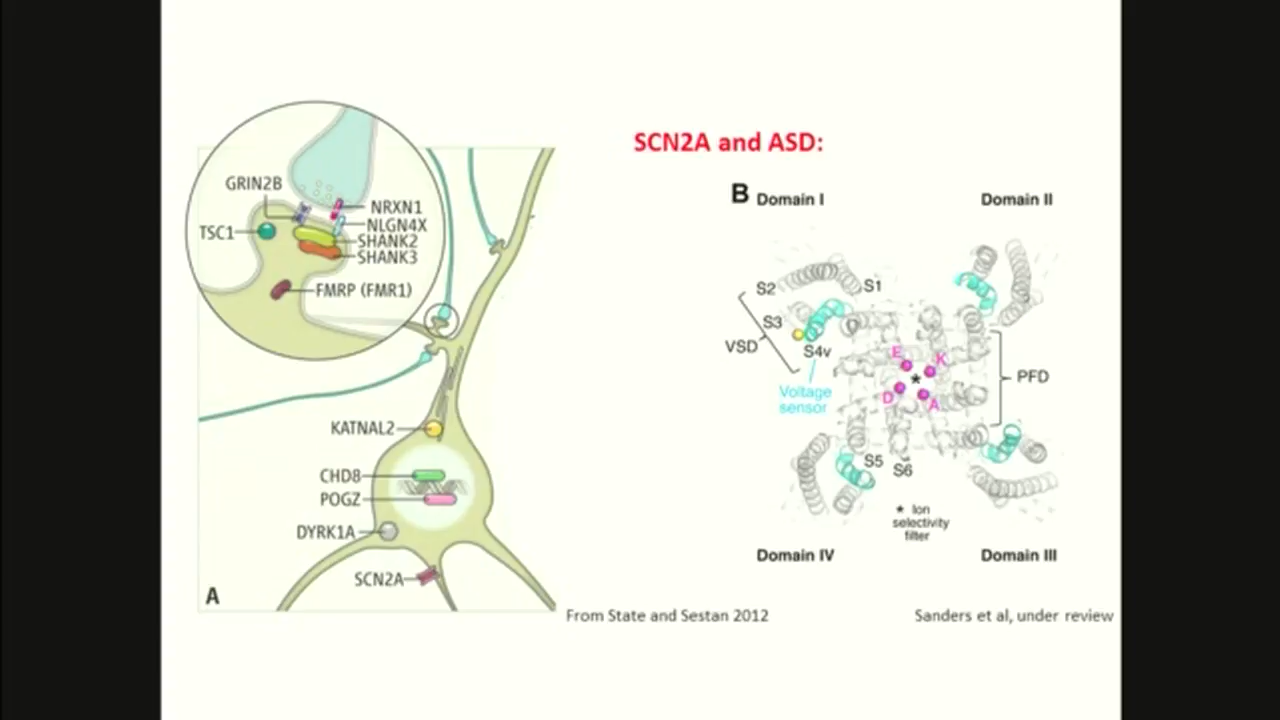 SCN2A and ASD:
GRIN2B
NRXN1
NLGN4X
TSC1
SHANK2
SHANK3
FMRP (FMR1)
KATNAL2
CHD8
POGZ
DYRK1A
SCN2A
A
From State and Sestan 2012
B
Domain I
Domain II
S2
S1
S3
VSD
S4v
Voltage
sensor
E
K
*
D
A
PFD
S5
S6
* Ion
selectivity
filter
Domain IV
Domain III
Sanders et al, under review